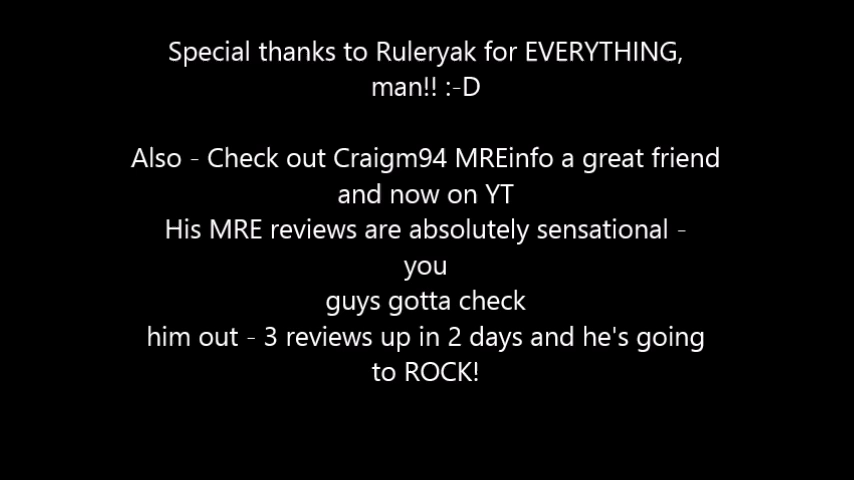 Special thanks to Ruleryak for EVERYTHING,
man!! :-D
Also - Check out Craigm94 MREinfo a great friend
and now on YT
His MRE reviews are absolutely sensational -
you
guys gotta check
him out - 3 reviews up in 2 days and he's going
to ROCK!